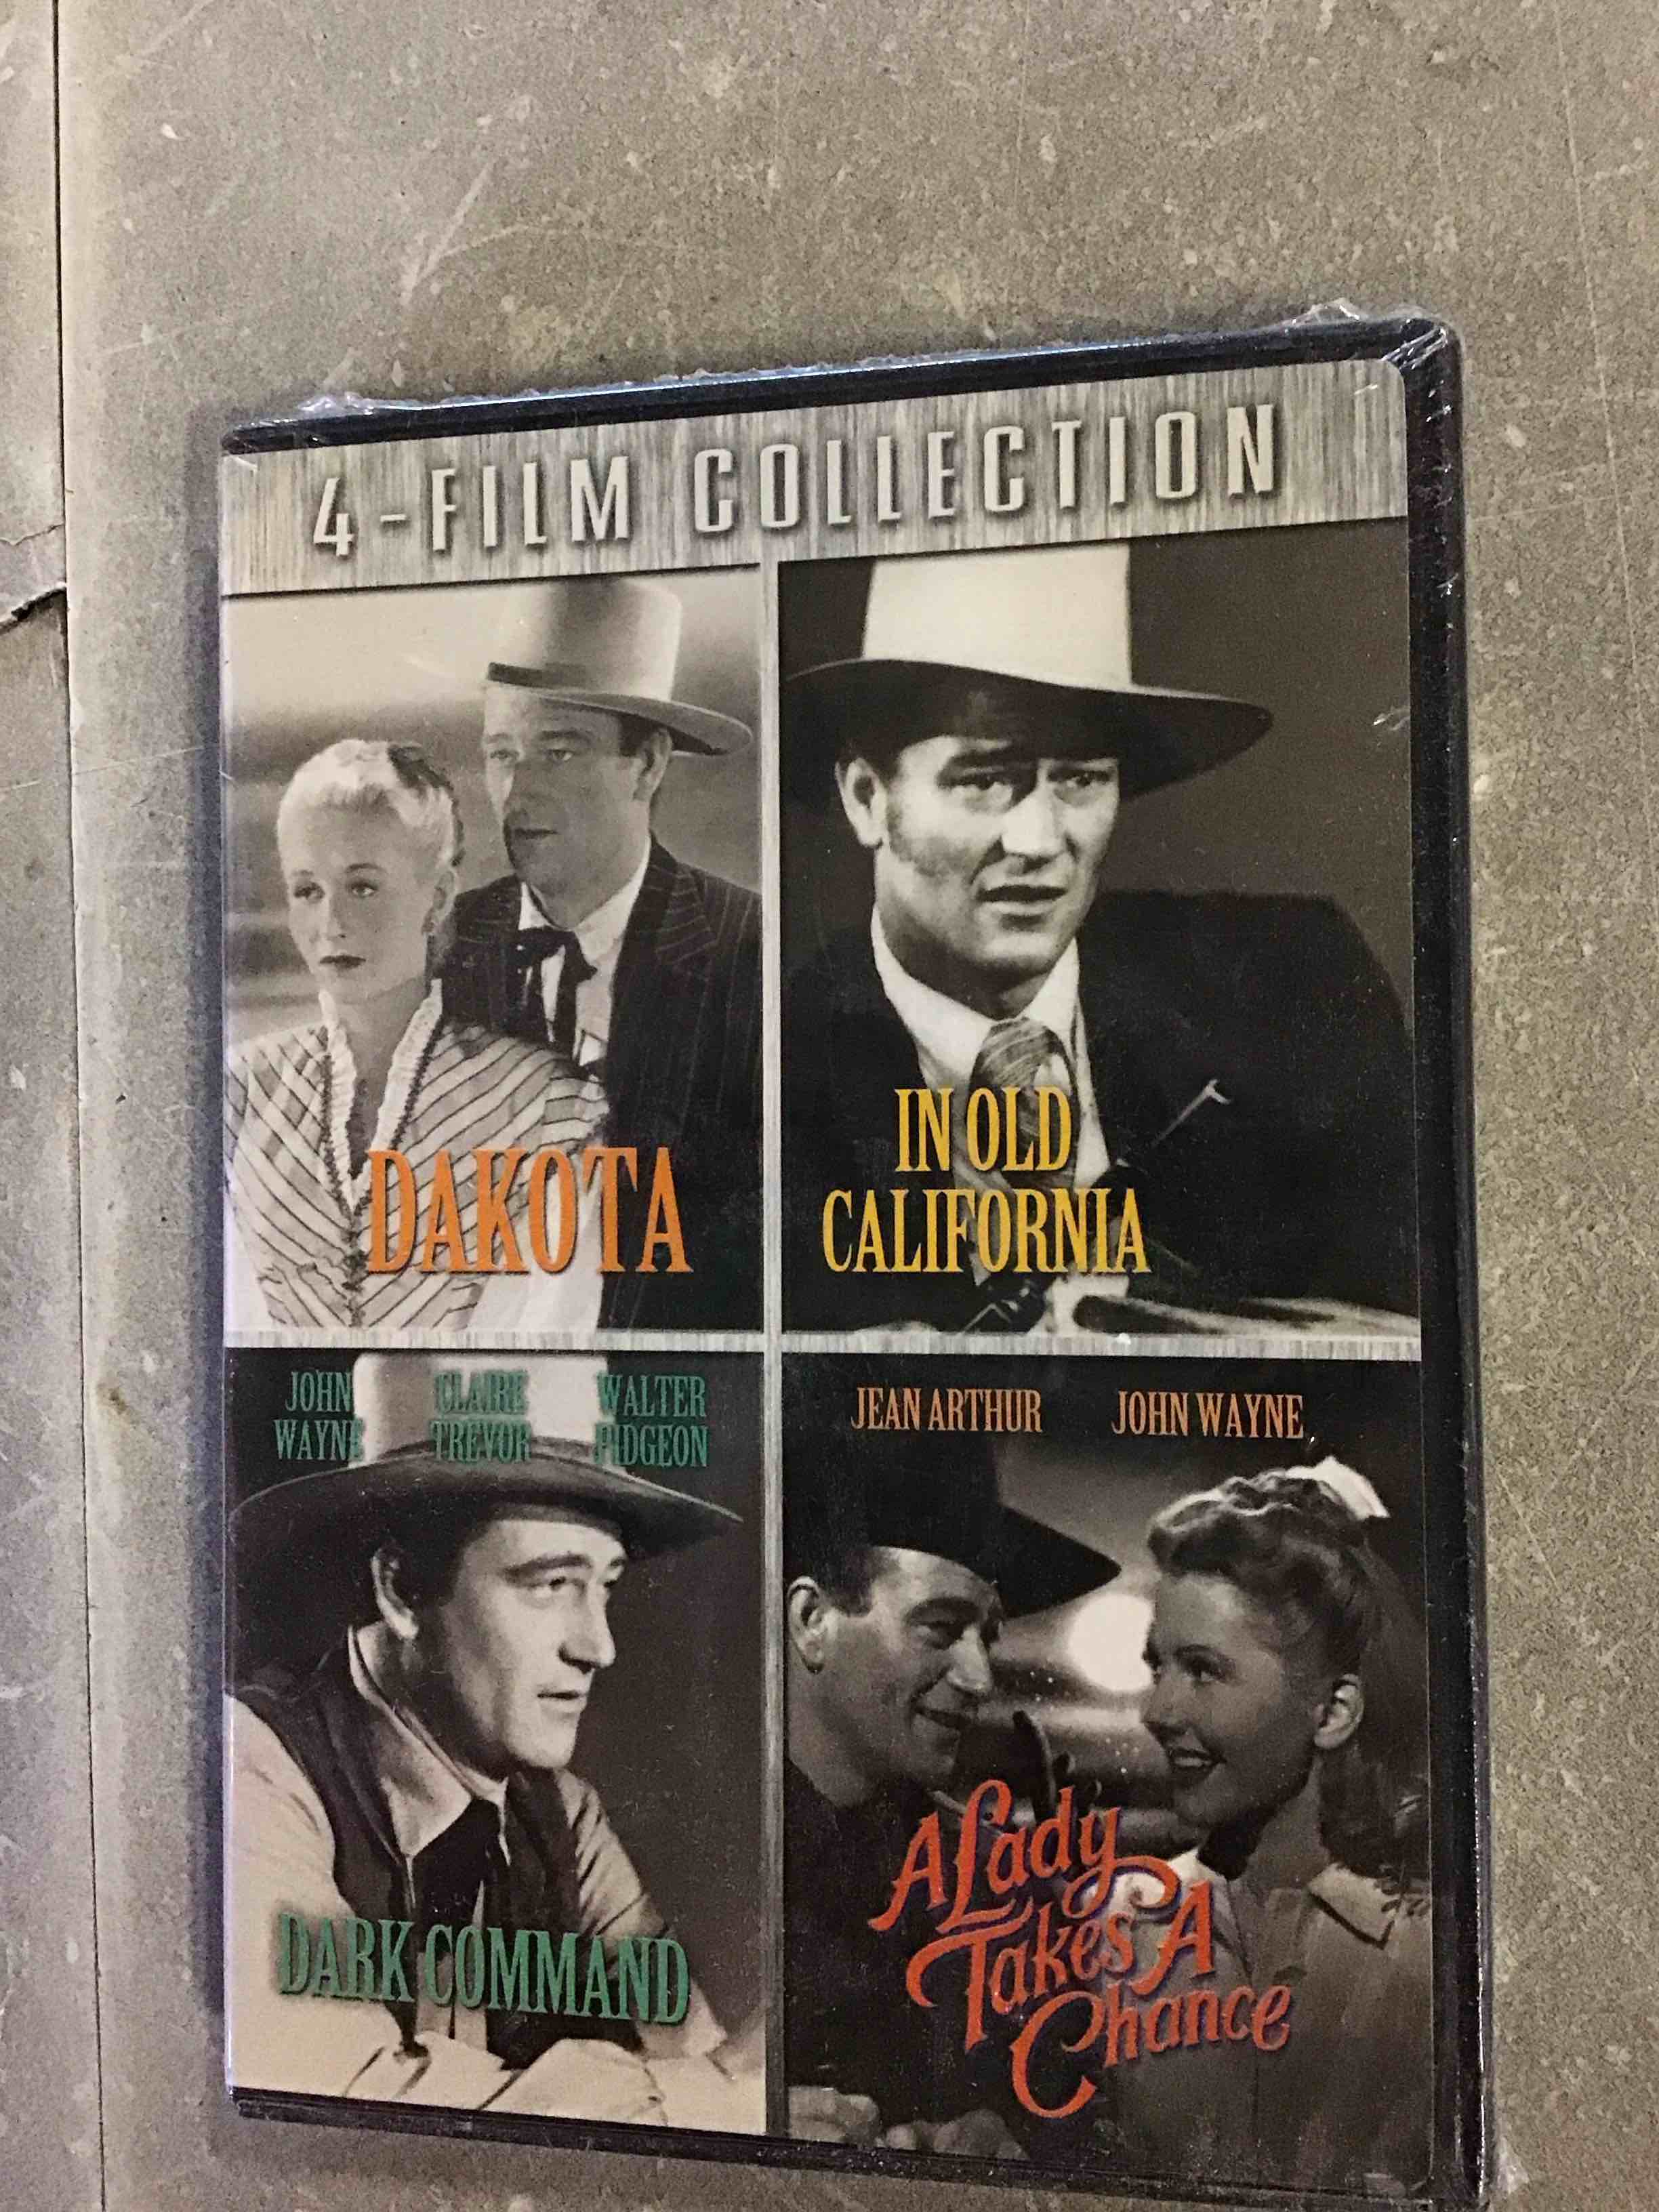 4-FILM COLLECTION
DAKOTA
IN OLD
CALIFORNIA
JOHN CLAIRE WALTER
WAYNE TREVOR PIDGEON
DARK COMMAND
JEAN ARTHUR JOHN WAYNE
A Lady
Takes A
Chance